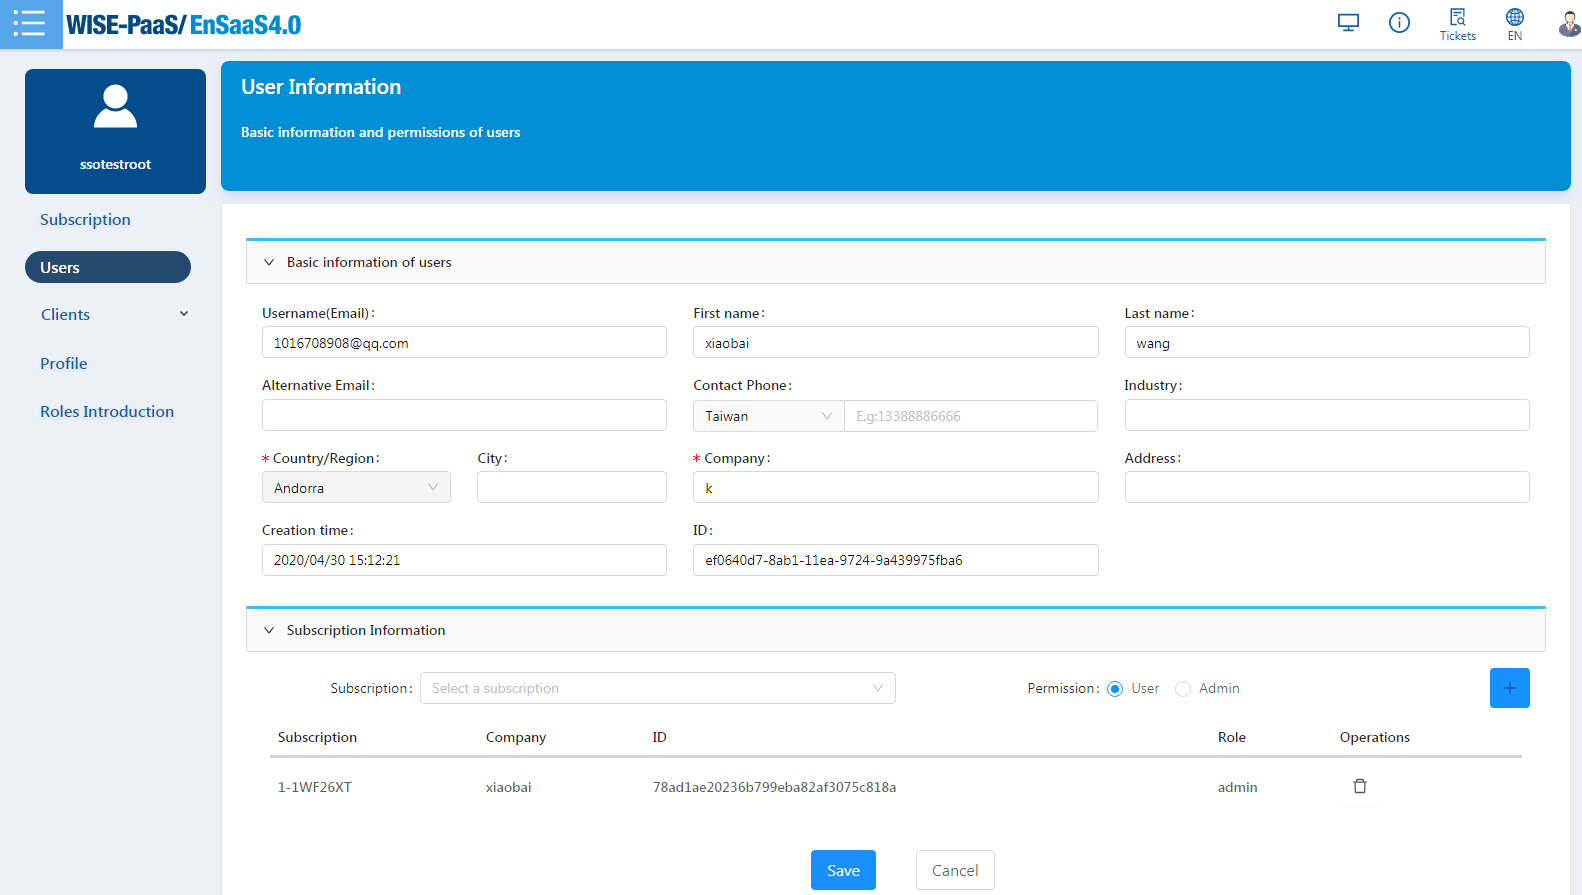 WISE-PaaS/ EnSaaS4.0
Tickets
EN
ssotestroot
Subscription
Users
Clients
Profile
Roles Introduction
User Information
Basic information and permissions of users
Basic information of users
Username(Email): First name: Last name:
1016708908@qq.com xiaobai wang
Alternative Email: Contact Phone: Industry:
Taiwan E.g:13388886666
* Country/Region: City: * Company: Address:
Andorra k
Creation time: ID:
2020/04/30 15:12:21 ef0640d7-8ab1-11ea-9724-9a439975fba6
Subscription Information
Subscription: Select a subscription Permission: User Admin
Subscription Company ID Role Operations
1-1WF26XT xiaobai 78ad1ae20236b799eba82af3075c818a admin
Save Cancel